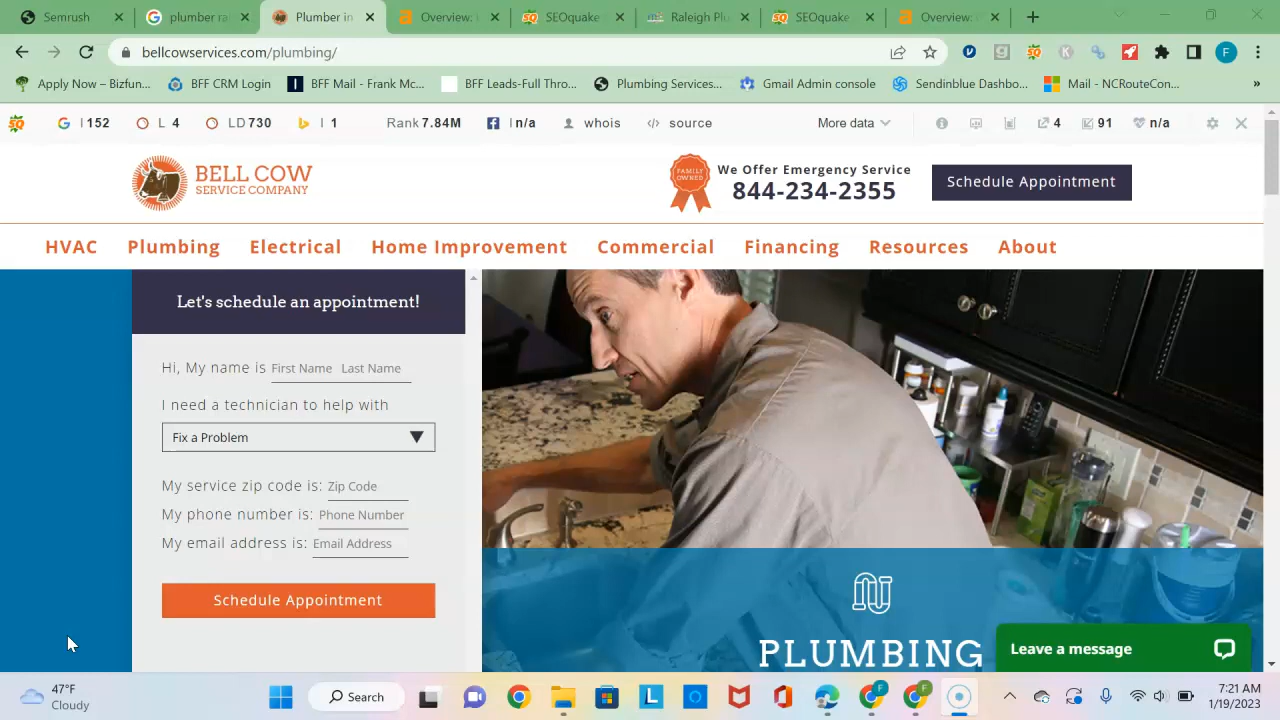 Semrush
plumber ra
Plumber in
Overview:
SEOquake
Raleigh Plu
SEOquake
Overview:
bellcowservices.com/plumbing/
Apply Now – Bizfun...
BFF CRM Login
BFF Mail - Frank Mc...
BFF Leads-Full Thro...
Plumbing Services...
Gmail Admin console
Sendinblue Dashbo...
Mail - NCRouteCon...
I 152
L 4
LD 730
I 1
Rank 7.84M
I n/a
whois
source
More data
4
91
n/a
BELL COW
SERVICE COMPANY
FAMILY
OWNED
We Offer Emergency Service
844-234-2355
Schedule Appointment
HVAC Plumbing Electrical Home Improvement Commercial Financing Resources About
Let's schedule an appointment!
Hi, My name is First Name Last Name
I need a technician to help with
Fix a Problem
My service zip code is: Zip Code
My phone number is: Phone Number
My email address is: Email Address
Schedule Appointment
PLUMBING
Leave a message
47°F
Cloudy
Search
7:21 AM
1/19/2023